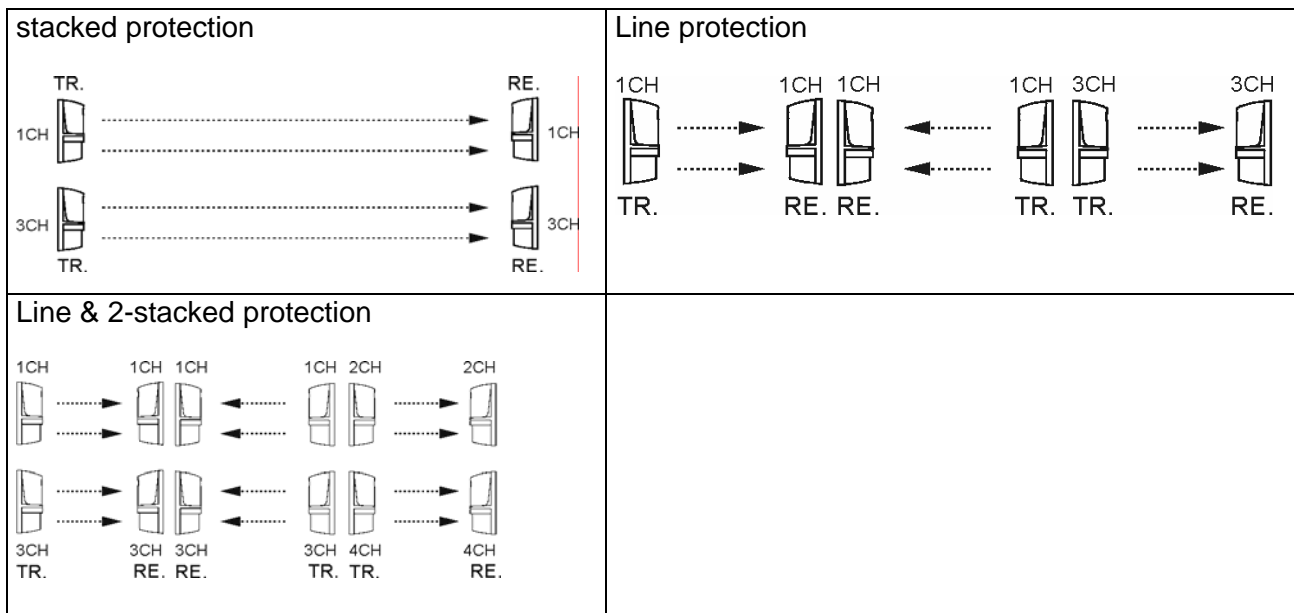 stacked protection
TR. RE.
1CH 1CH
3CH 3CH
TR. RE.
Line protection
1CH 1CH 1CH 1CH 3CH 3CH
TR. RE. RE. TR. TR. RE.
Line & 2-stacked protection
1CH 1CH 1CH 1CH 2CH 2CH
3CH 3CH 3CH 3CH 4CH 4CH
TR. RE. RE. TR. TR. RE.